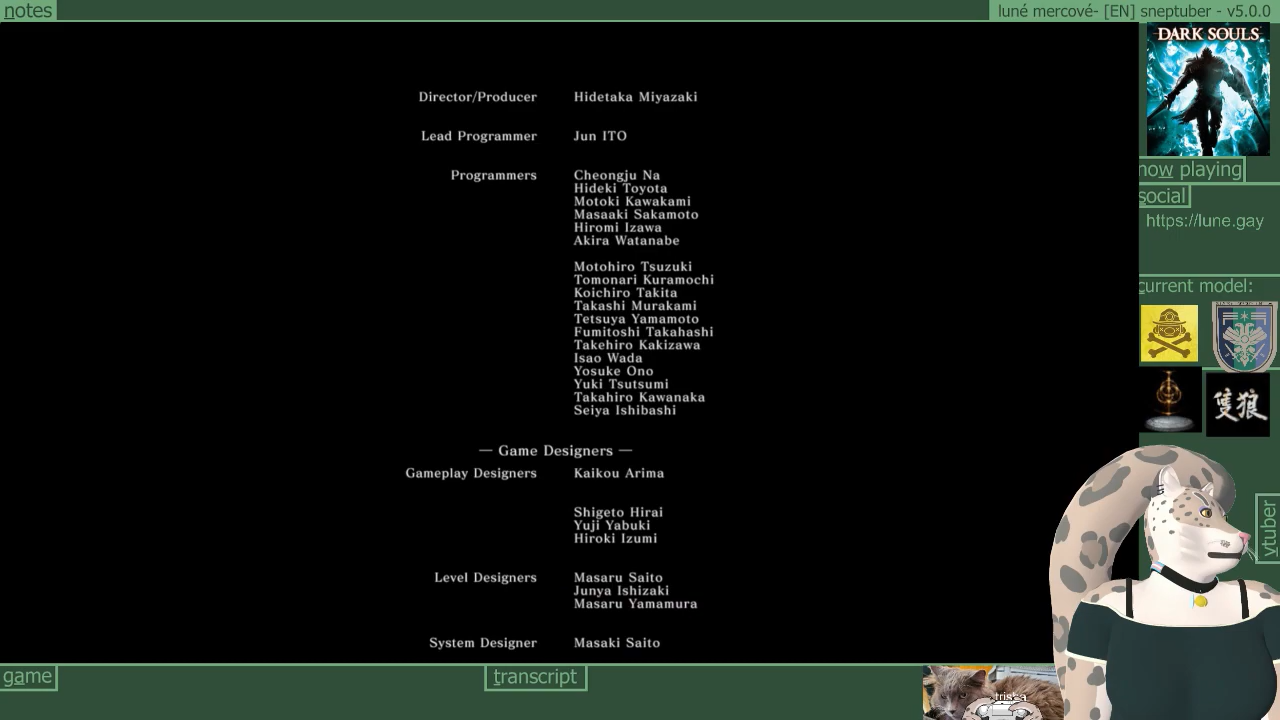 notes
luné mercové- [EN] sneptuber - v5.0.0
DARK SOULS
now playing
social
https://lune.gay
current model:
隻狼
vtuber
Director/Producer Hidetaka Miyazaki
Lead Programmer Jun ITO
Programmers Cheongju Na
Hideki Toyota
Motoki Kawakami
Masaaki Sakamoto
Hiromi Izawa
Akira Watanabe
Motohiro Tsuzuki
Tomonari Kuramochi
Koichiro Takita
Takashi Murakami
Tetsuya Yamamoto
Fumitoshi Takahashi
Takehiro Kakizawa
Isao Wada
Yosuke Ono
Yuki Tsutsumi
Takahiro Kawanaka
Seiya Ishibashi
— Game Designers —
Gameplay Designers Kaikou Arima
Shigeto Hirai
Yuji Yabuki
Hiroki Izumi
Level Designers Masaru Saito
Junya Ishizaki
Masaru Yamamura
System Designer Masaki Saito
game
transcript
triska